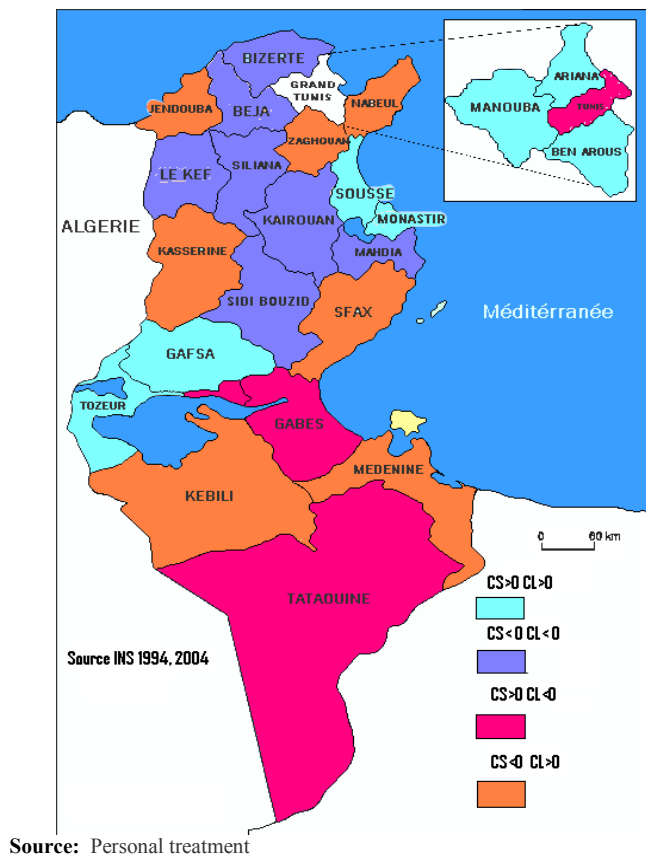 BIZERTE
GRAND
TUNIS
ARIANA
MANOUBA
TUNIS
BEN AROUS
JENDOUBA
BEJA
NABEUL
ZAGHOUAN
LE KEF
SILIANA
SOUSSE
ALGERIE
KAIROUAN
MONASTIR
KASSERINE
MAHDIA
SIDI BOUZID
SFAX
Méditérranée
GAFSA
TOZEUR
GABES
MEDENINE
KEBILI
0 60 km
TATAOUINE
CS>0 CL>0
CS<0 CL<0
Source INS 1994, 2004
CS>0 CL<0
CS<0 CL>0
Source: Personal treatment